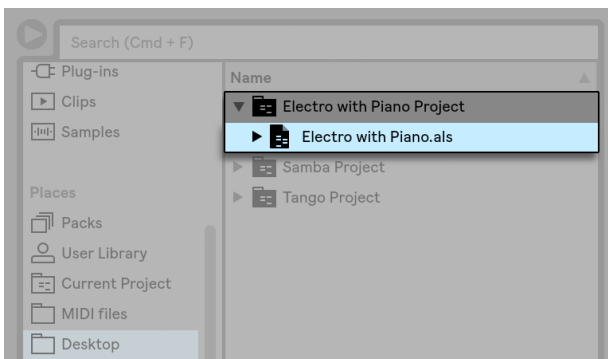 Search (Cmd + F)
Plug-ins
Clips
Samples
Places
Packs
User Library
Current Project
MIDI files
Desktop
Name
Electro with Piano Project
Electro with Piano.als
Samba Project
Tango Project